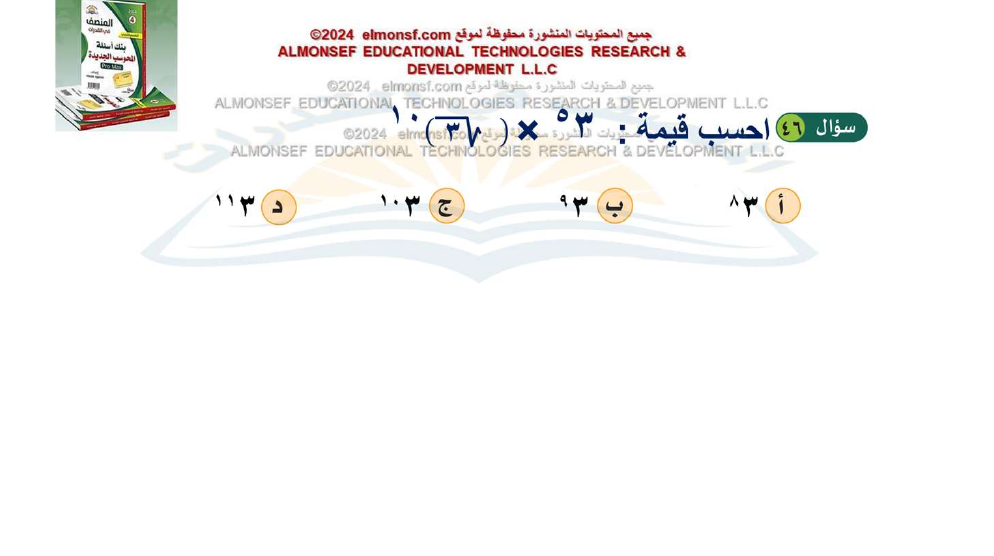 المنصف
في القدرات
بنك أسئلة
المحوسب الجديدة
Pro Max
4
جميع المحتويات المنشورة محفوظة لموقع elmonsf.com ©2024
ALMONSEF EDUCATIONAL TECHNOLOGIES RESEARCH &
DEVELOPMENT L.L.C
جميع المحتويات المنشورة محفوظة لموقع elmonsf.com ©2024
ALMONSEF EDUCATIONAL TECHNOLOGIES RESEARCH & DEVELOPMENT L.L.C
سؤال ٤٦ احسب قيمة : ٣^٥ × (√٣)^١٠
جميع المحتويات المنشورة محفوظة لموقع elmonsf.com ©2024
ALMONSEF EDUCATIONAL TECHNOLOGIES RESEARCH & DEVELOPMENT L.L.C
أ ٣^٨ ب ٣^٩ ج ٣^١٠ د ٣^١١